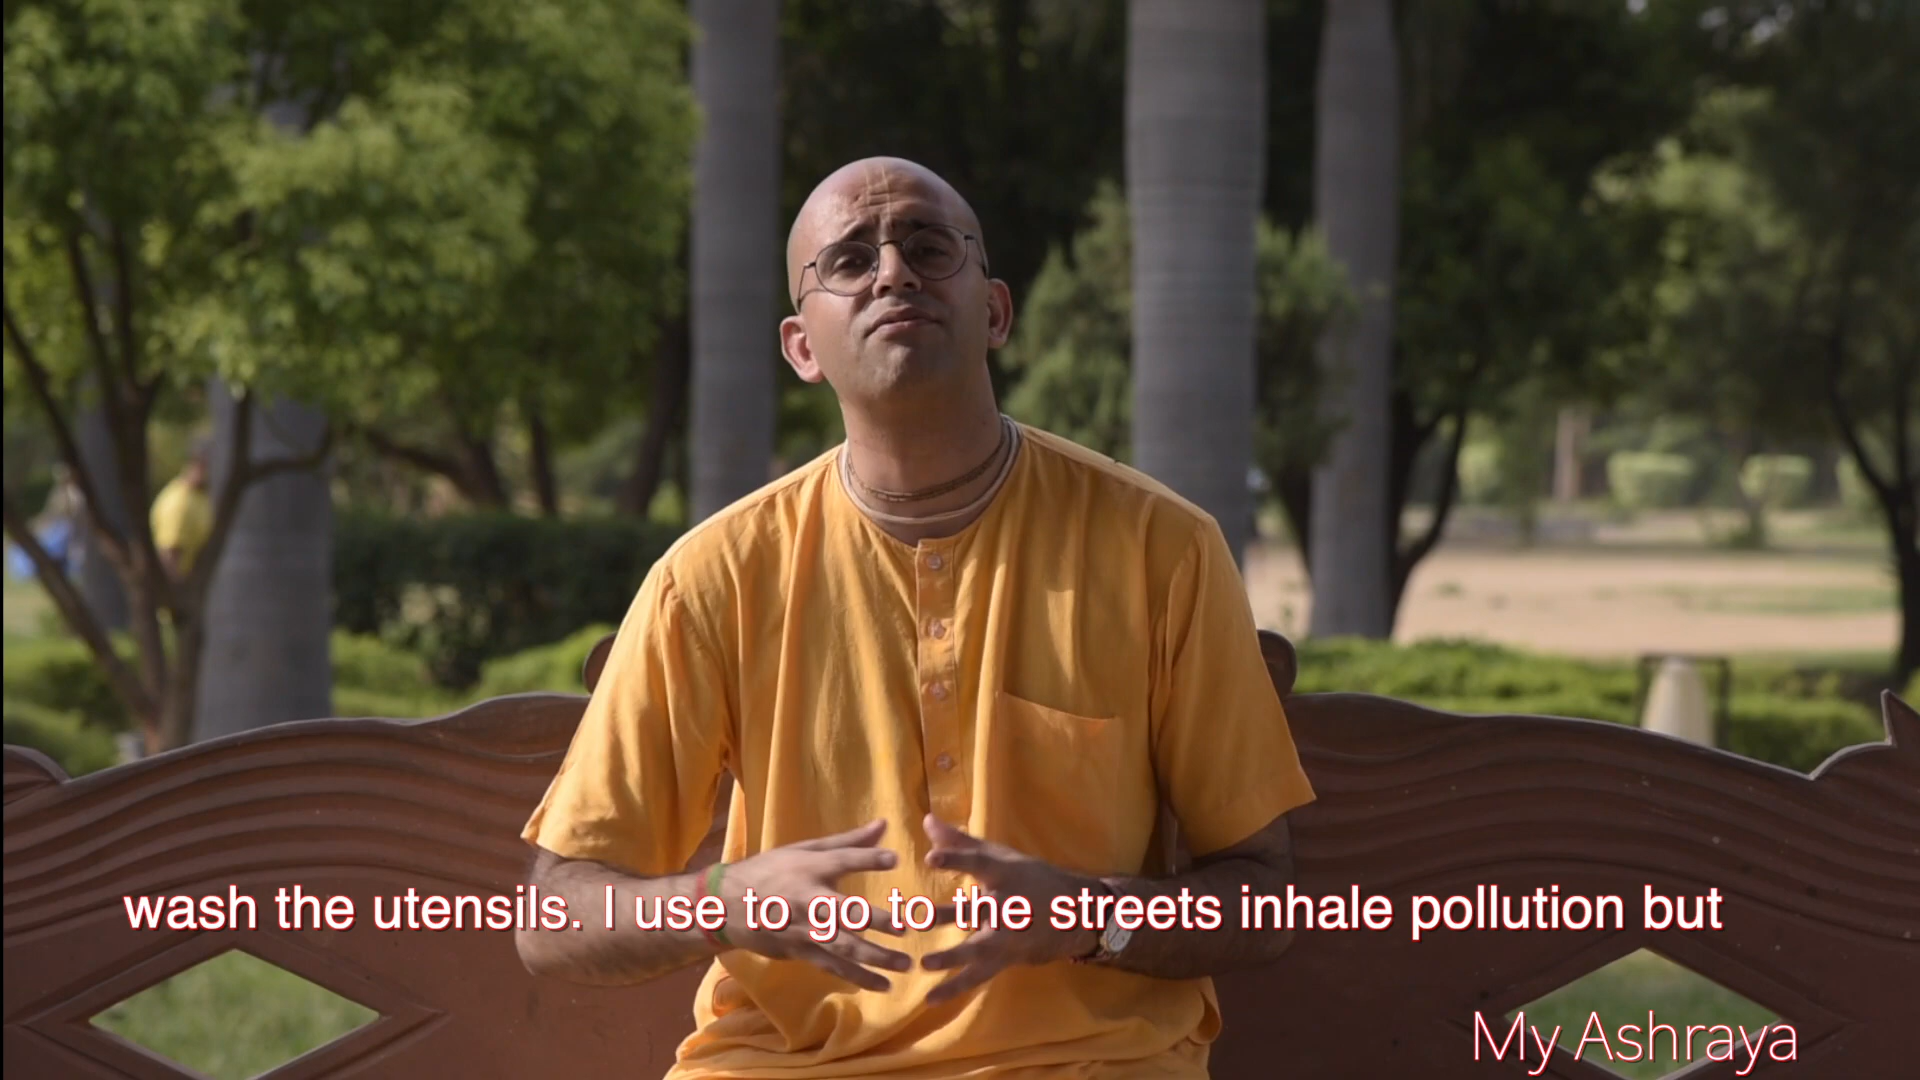 wash the utensils. I use to go to the streets inhale pollution but
My Ashraya